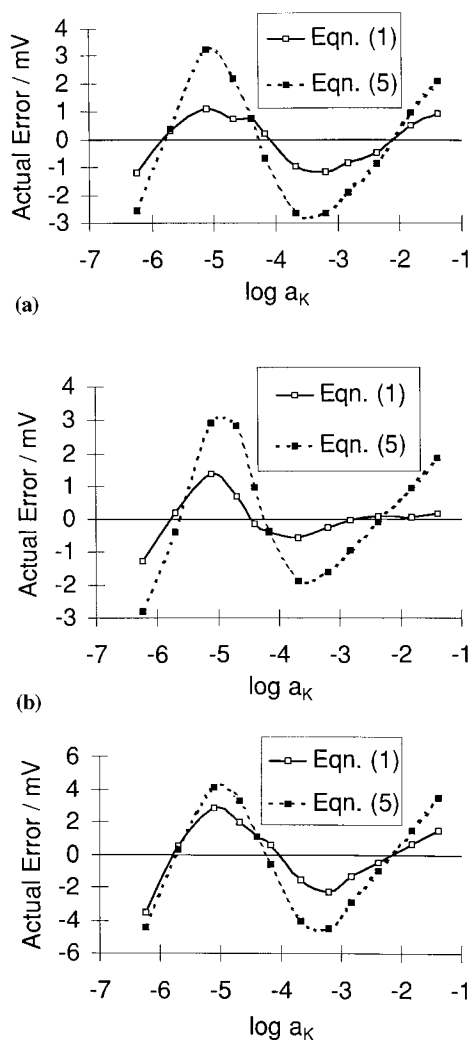 4
3
2
1
0
-1
-2
-3
Actual Error / mV
Eqn. (1)
Eqn. (5)
-7 -6 -5 -4 -3 -2 -1
log aK
(a)
4
3
2
1
0
-1
-2
-3
Actual Error / mV
Eqn. (1)
Eqn. (5)
-7 -6 -5 -4 -3 -2 -1
log aK
(b)
6
4
2
0
-2
-4
-6
Actual Error / mV
Eqn. (1)
Eqn. (5)
-7 -6 -5 -4 -3 -2 -1
log aK